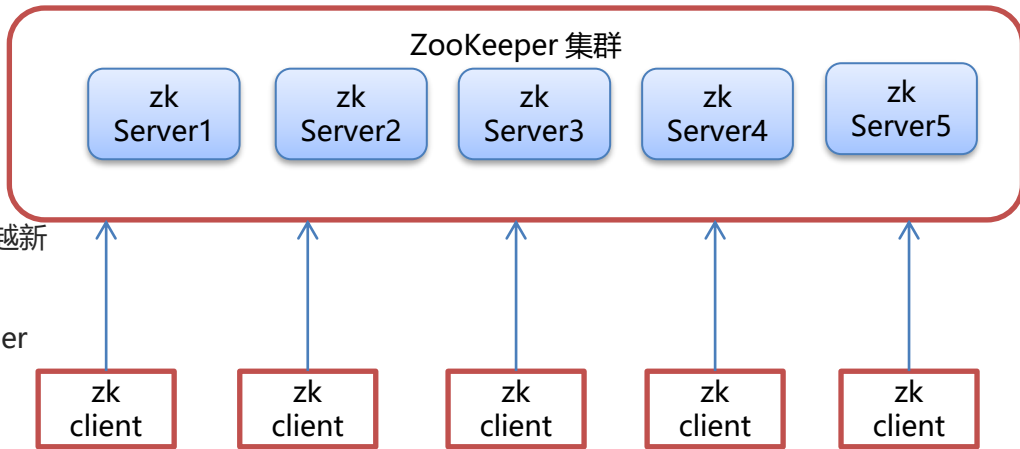 ZooKeeper 集群
zk
Server1
zk
Server2
zk
Server3
zk
Server4
zk
Server5
越新
er
zk
client
zk
client
zk
client
zk
client
zk
client